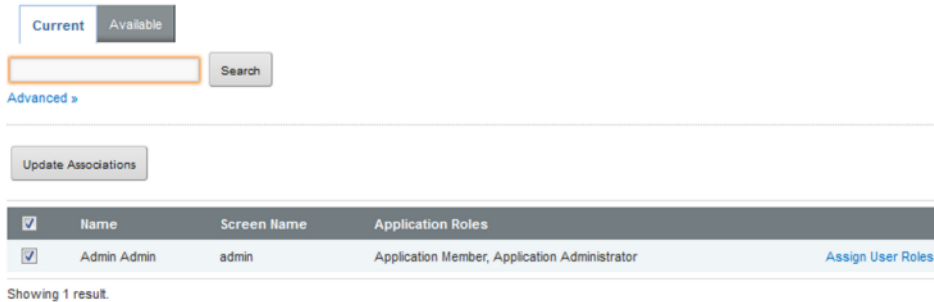 Current Available
Search
Advanced »
Update Associations
Name Screen Name Application Roles
Admin Admin admin Application Member, Application Administrator Assign User Roles
Showing 1 result.